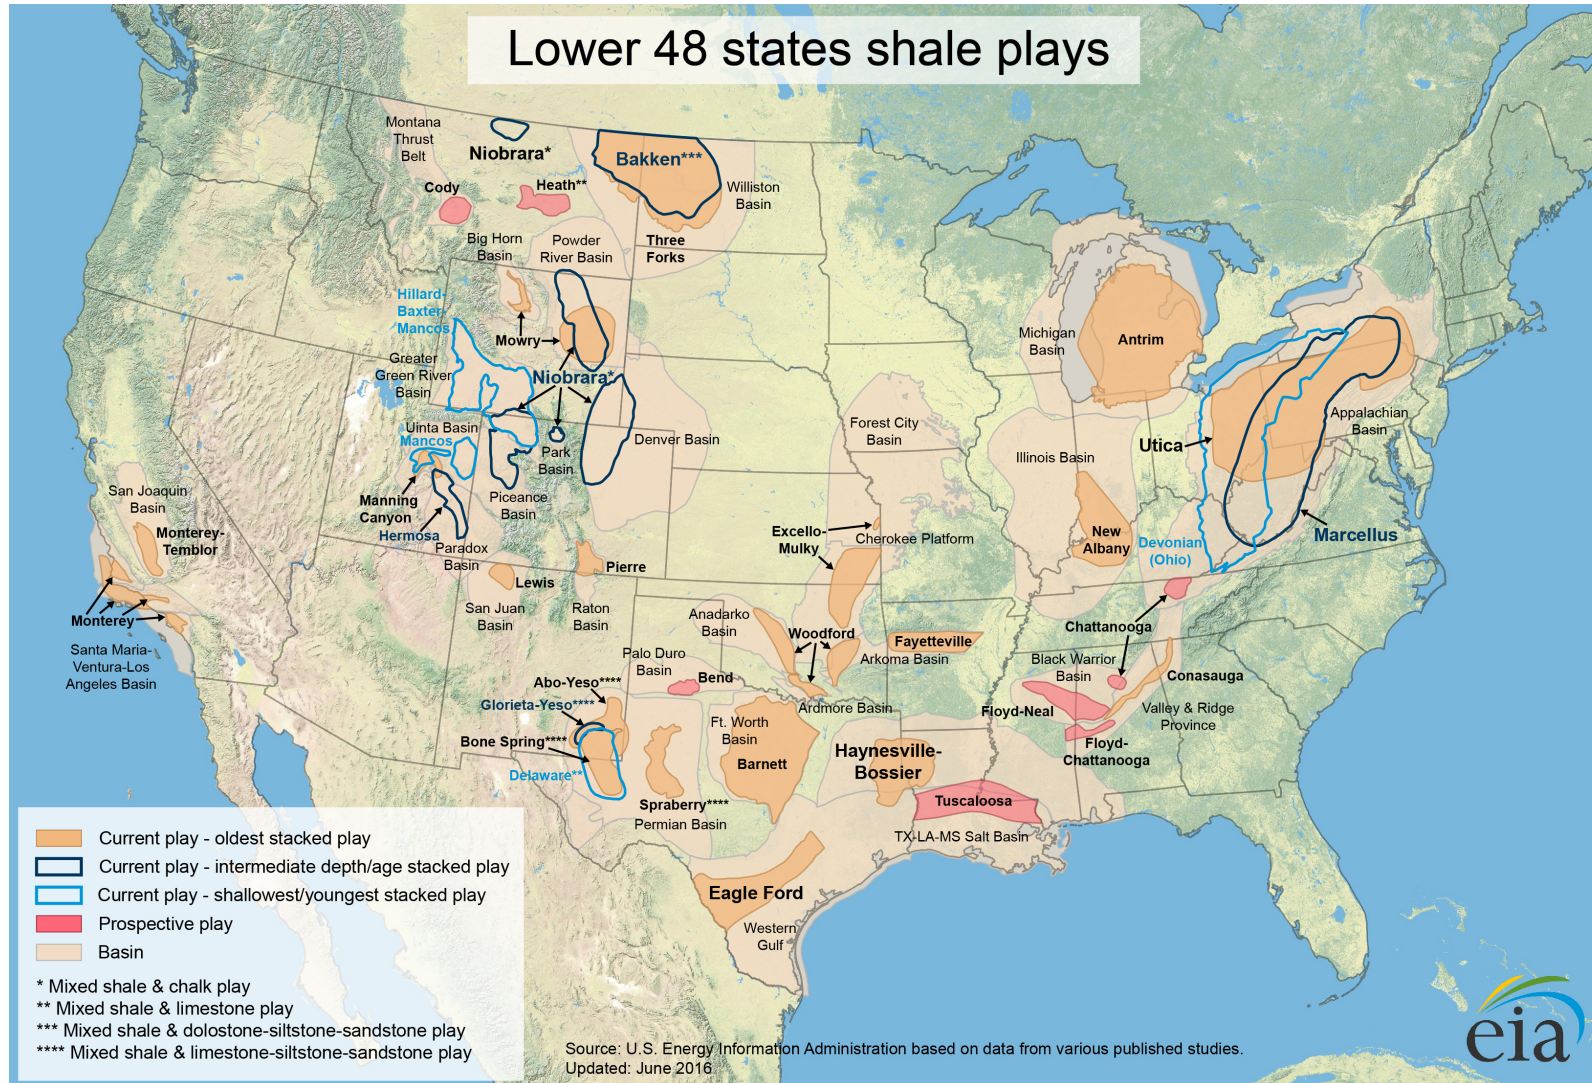 Lower 48 states shale plays
Montana
Thrust
Belt
Niobrara*
Bakken***
Cody
Heath**
Williston
Basin
Big Horn
Basin
Powder
River Basin
Three
Forks
Hillard-
Baxter-
Mancos
Mowry
Greater
Green River
Basin
Niobrara*
Michigan
Basin
Antrim
Uinta Basin
Mancos
Park
Basin
Denver Basin
Forest City
Basin
Illinois Basin
Utica
Appalachian
Basin
San Joaquin
Basin
Monterey-
Temblor
Manning
Canyon
Hermosa
Piceance
Basin
Paradox
Basin
Excello-
Mulky
Cherokee Platform
New
Albany
Devonian
(Ohio)
Marcellus
Lewis
Pierre
San Juan
Basin
Raton
Basin
Monterey
Santa Maria-
Ventura-Los
Angeles Basin
Anadarko
Basin
Woodford
Fayetteville
Arkoma Basin
Chattanooga
Palo Duro
Basin
Bend
Black Warrior
Basin
Conasauga
Abo-Yeso****
Glorieta-Yeso****
Ardmore Basin
Floyd-Neal
Valley & Ridge
Province
Bone Spring****
Ft. Worth
Basin
Barnett
Haynesville-
Bossier
Floyd-
Chattanooga
Delaware**
Spraberry****
Permian Basin
Tuscaloosa
TX-LA-MS Salt Basin
Eagle Ford
Western
Gulf
Current play - oldest stacked play
Current play - intermediate depth/age stacked play
Current play - shallowest/youngest stacked play
Prospective play
Basin
* Mixed shale & chalk play
** Mixed shale & limestone play
*** Mixed shale & dolostone-siltstone-sandstone play
**** Mixed shale & limestone-siltstone-sandstone play
Source: U.S. Energy Information Administration based on data from various published studies.
Updated: June 2016
eia